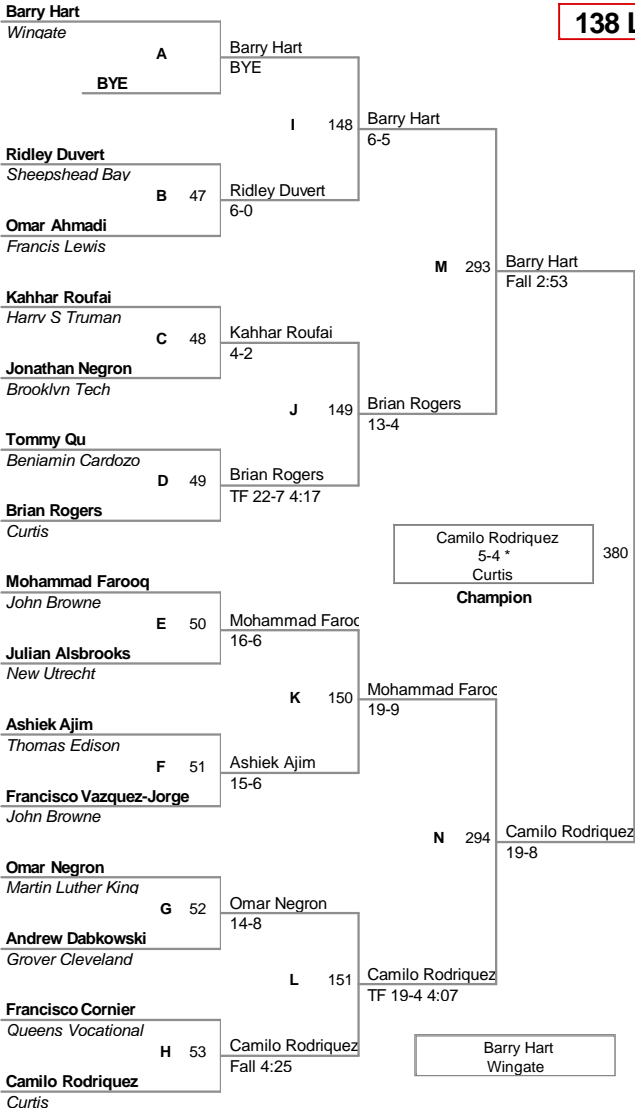 138 L
Barry Hart
Wingate
A
BYE
Barry Hart
BYE
I 148
Barry Hart
6-5
Ridley Duvert
Sheepshead Bay
B 47
Ridley Duvert
6-0
Omar Ahmadi
Francis Lewis
M 293
Barry Hart
Fall 2:53
Kahhar Roufai
Harry S Truman
C 48
Kahhar Roufai
4-2
Jonathan Negron
Brooklyn Tech
J 149
Brian Rogers
13-4
Tommy Qu
Benjamin Cardozo
D 49
Brian Rogers
TF 22-7 4:17
Brian Rogers
Curtis
Camilo Rodriquez
5-4 *
Curtis
380
Champion
Mohammad Farooq
John Browne
E 50
Mohammad Faroo
16-6
Julian Alsbrooks
New Utrecht
K 150
Mohammad Faroo
19-9
Ashiek Ajim
Thomas Edison
F 51
Ashiek Ajim
15-6
Francisco Vazquez-Jorge
John Browne
N 294
Camilo Rodriquez
19-8
Omar Negron
Martin Luther King
G 52
Omar Negron
14-8
Andrew Dabkowski
Grover Cleveland
L 151
Camilo Rodriquez
TF 19-4 4:07
Francisco Cornier
Queens Vocational
H 53
Camilo Rodriquez
Fall 4:25
Camilo Rodriquez
Curtis
Barry Hart
Wingate